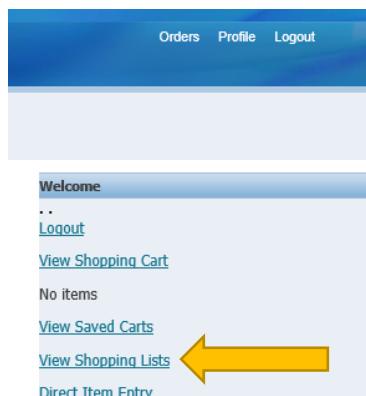 Orders Profile Logout
Welcome
. .
Logout
View Shopping Cart
No items
View Saved Carts
View Shopping Lists
Direct Item Entry